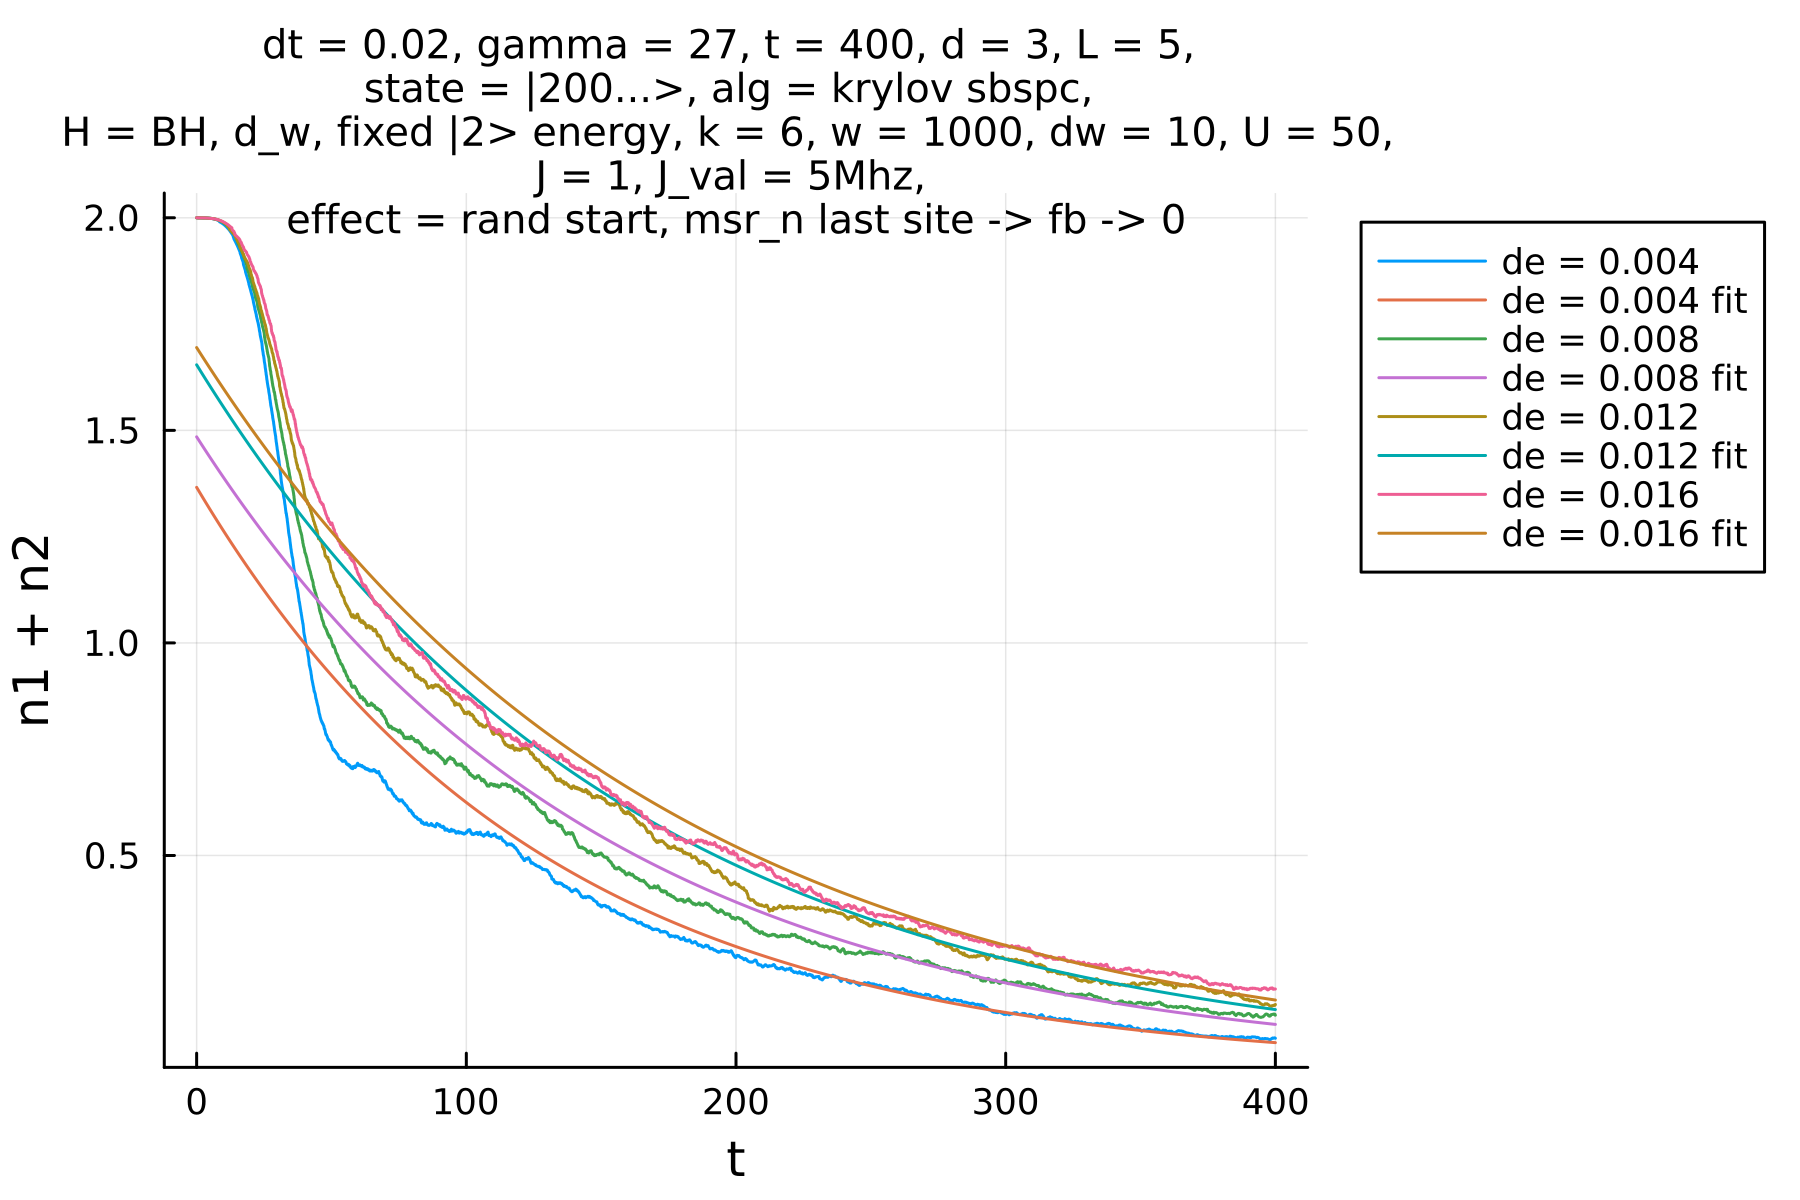 dt = 0.02, gamma = 27, t = 400, d = 3, L = 5,
state = |200...>, alg = krylov sbspc,
H = BH, d_w, fixed |2> energy, k = 6, w = 1000, dw = 10, U = 50,
J = 1, J_val = 5Mhz,
effect = rand start, msr_n last site -> fb -> 0
2.0
1.5
1.0
0.5
n1 + n2
0 100 200 300 400
t
de = 0.004
de = 0.004 fit
de = 0.008
de = 0.008 fit
de = 0.012
de = 0.012 fit
de = 0.016
de = 0.016 fit